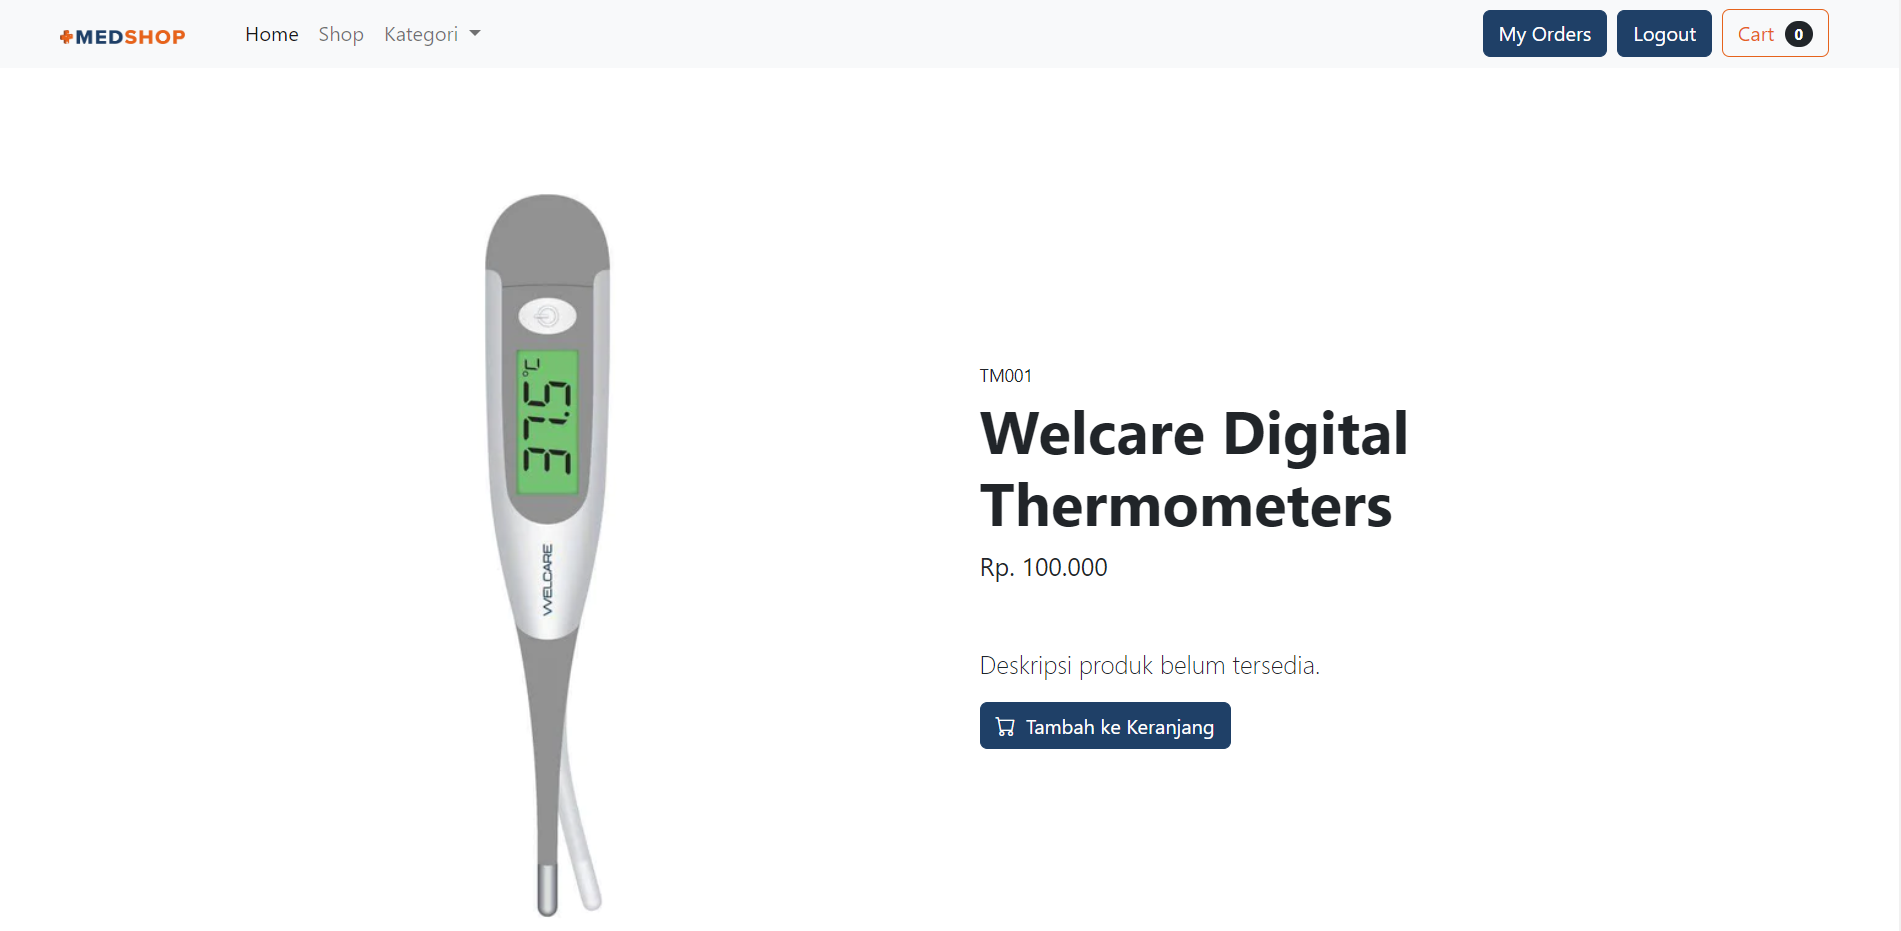 MEDSHOP
Home
Shop
Kategori
My Orders
Logout
Cart 0
37.5 °C
WELCARE
TM001
Welcare Digital
Thermometers
Rp. 100.000
Deskripsi produk belum tersedia.
Tambah ke Keranjang